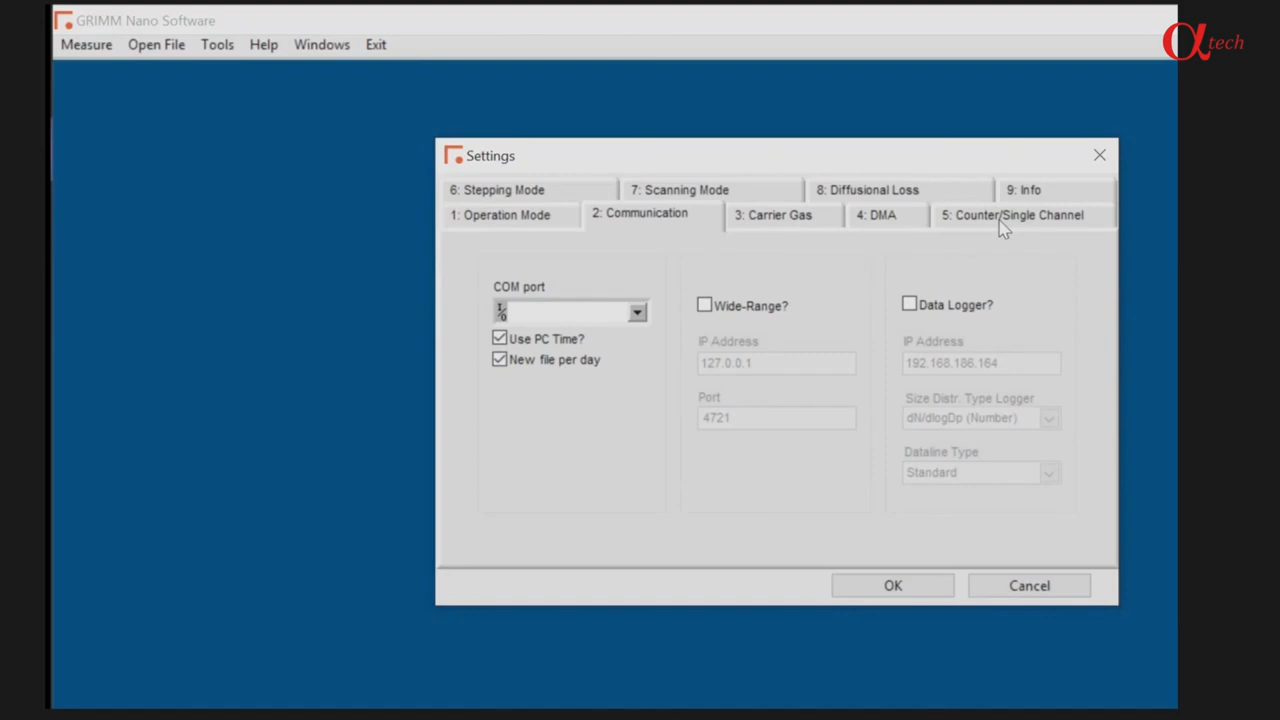 GRIMM Nano Software
αtech
Measure Open File Tools Help Windows Exit
Settings
6: Stepping Mode 7: Scanning Mode 8: Diffusional Loss 9: Info
1: Operation Mode 2: Communication 3: Carrier Gas 4: DMA 5: Counter/Single Channel
COM port
I/0
Use PC Time?
New file per day
Wide-Range?
IP Address
127.0.0.1
Port
4721
Data Logger?
IP Address
192.168.186.164
Size Distr. Type Logger
dN/dlogDp (Number)
Dataline Type
Standard
OK Cancel